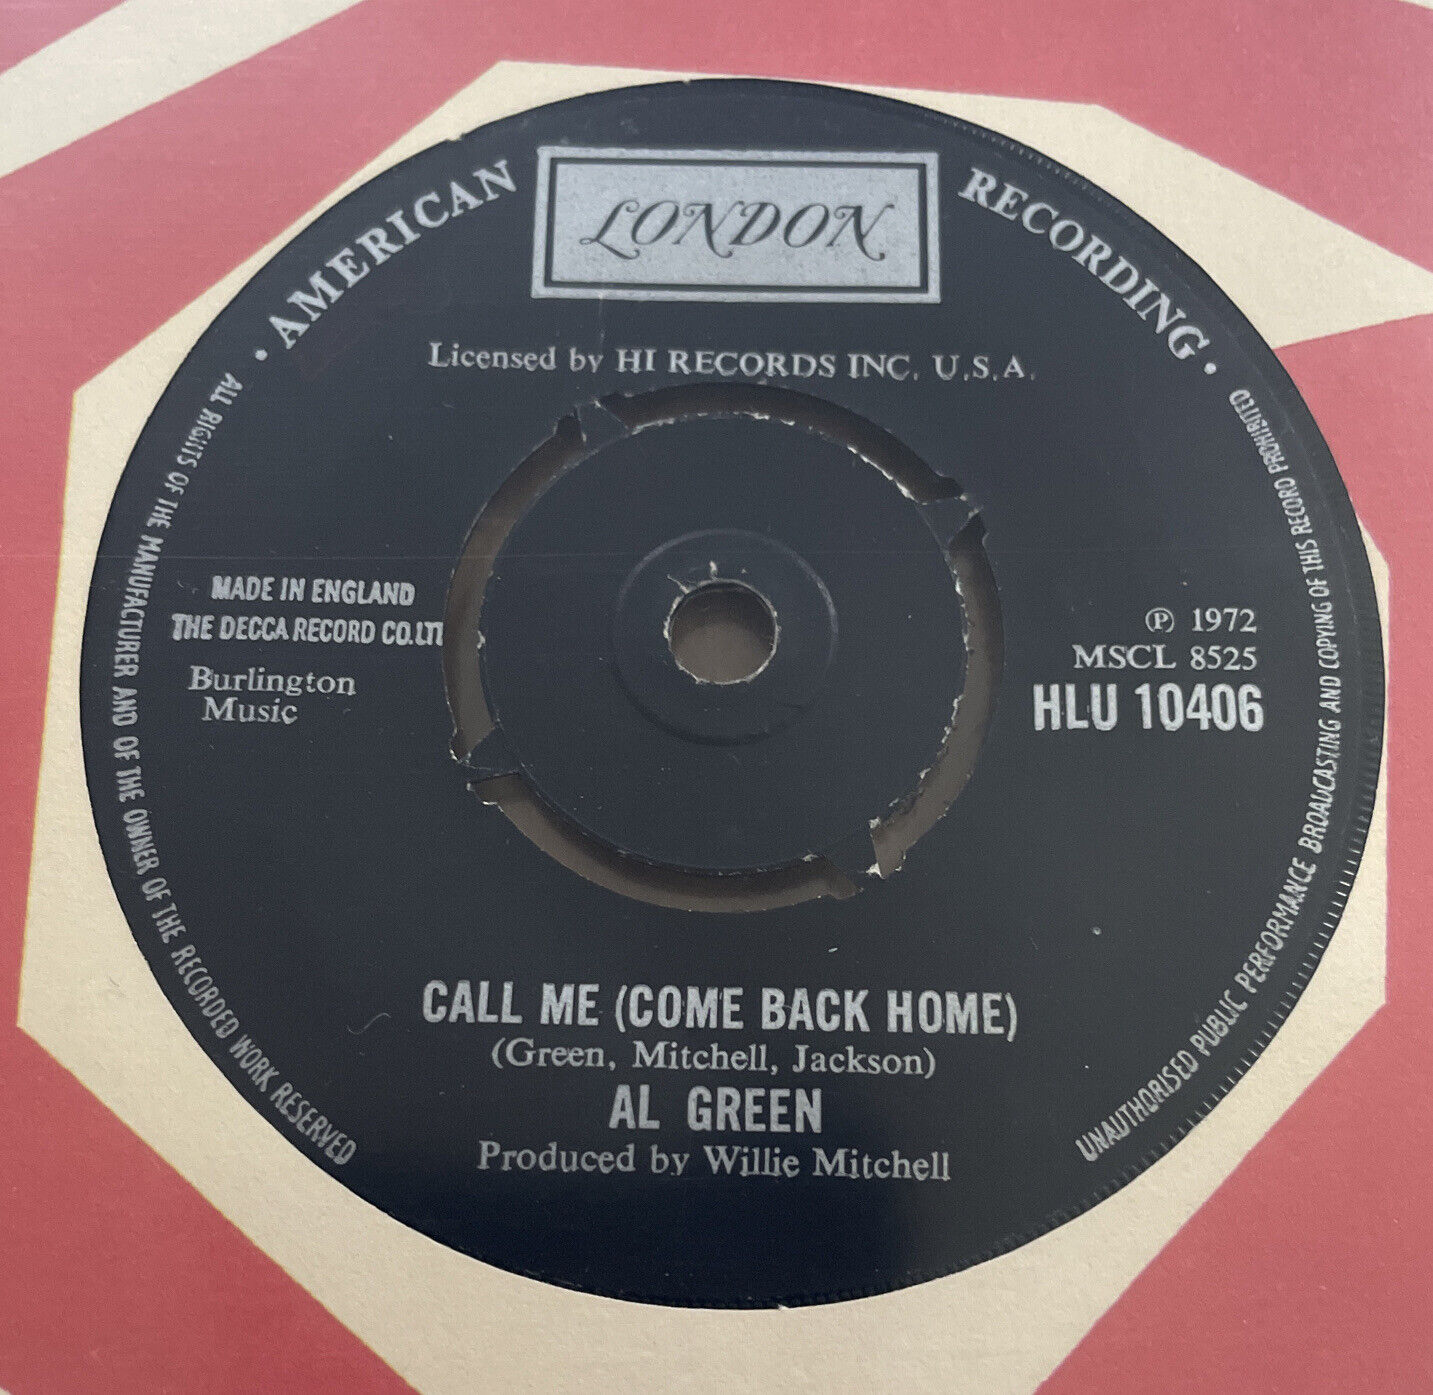 · AMERICAN RECORDING ·
LONDON
Licensed by HI RECORDS INC. U.S.A.
MADE IN ENGLAND
THE DECCA RECORD CO.LTD
Burlington
Music
℗ 1972
MSCL 8525
HLU 10406
CALL ME (COME BACK HOME)
(Green, Mitchell, Jackson)
AL GREEN
Produced by Willie Mitchell
ALL RIGHTS OF THE MANUFACTURER AND OF THE OWNER OF THE RECORDED WORK RESERVED
UNAUTHORISED PUBLIC PERFORMANCE BROADCASTING AND COPYING OF THIS RECORD PROHIBITED